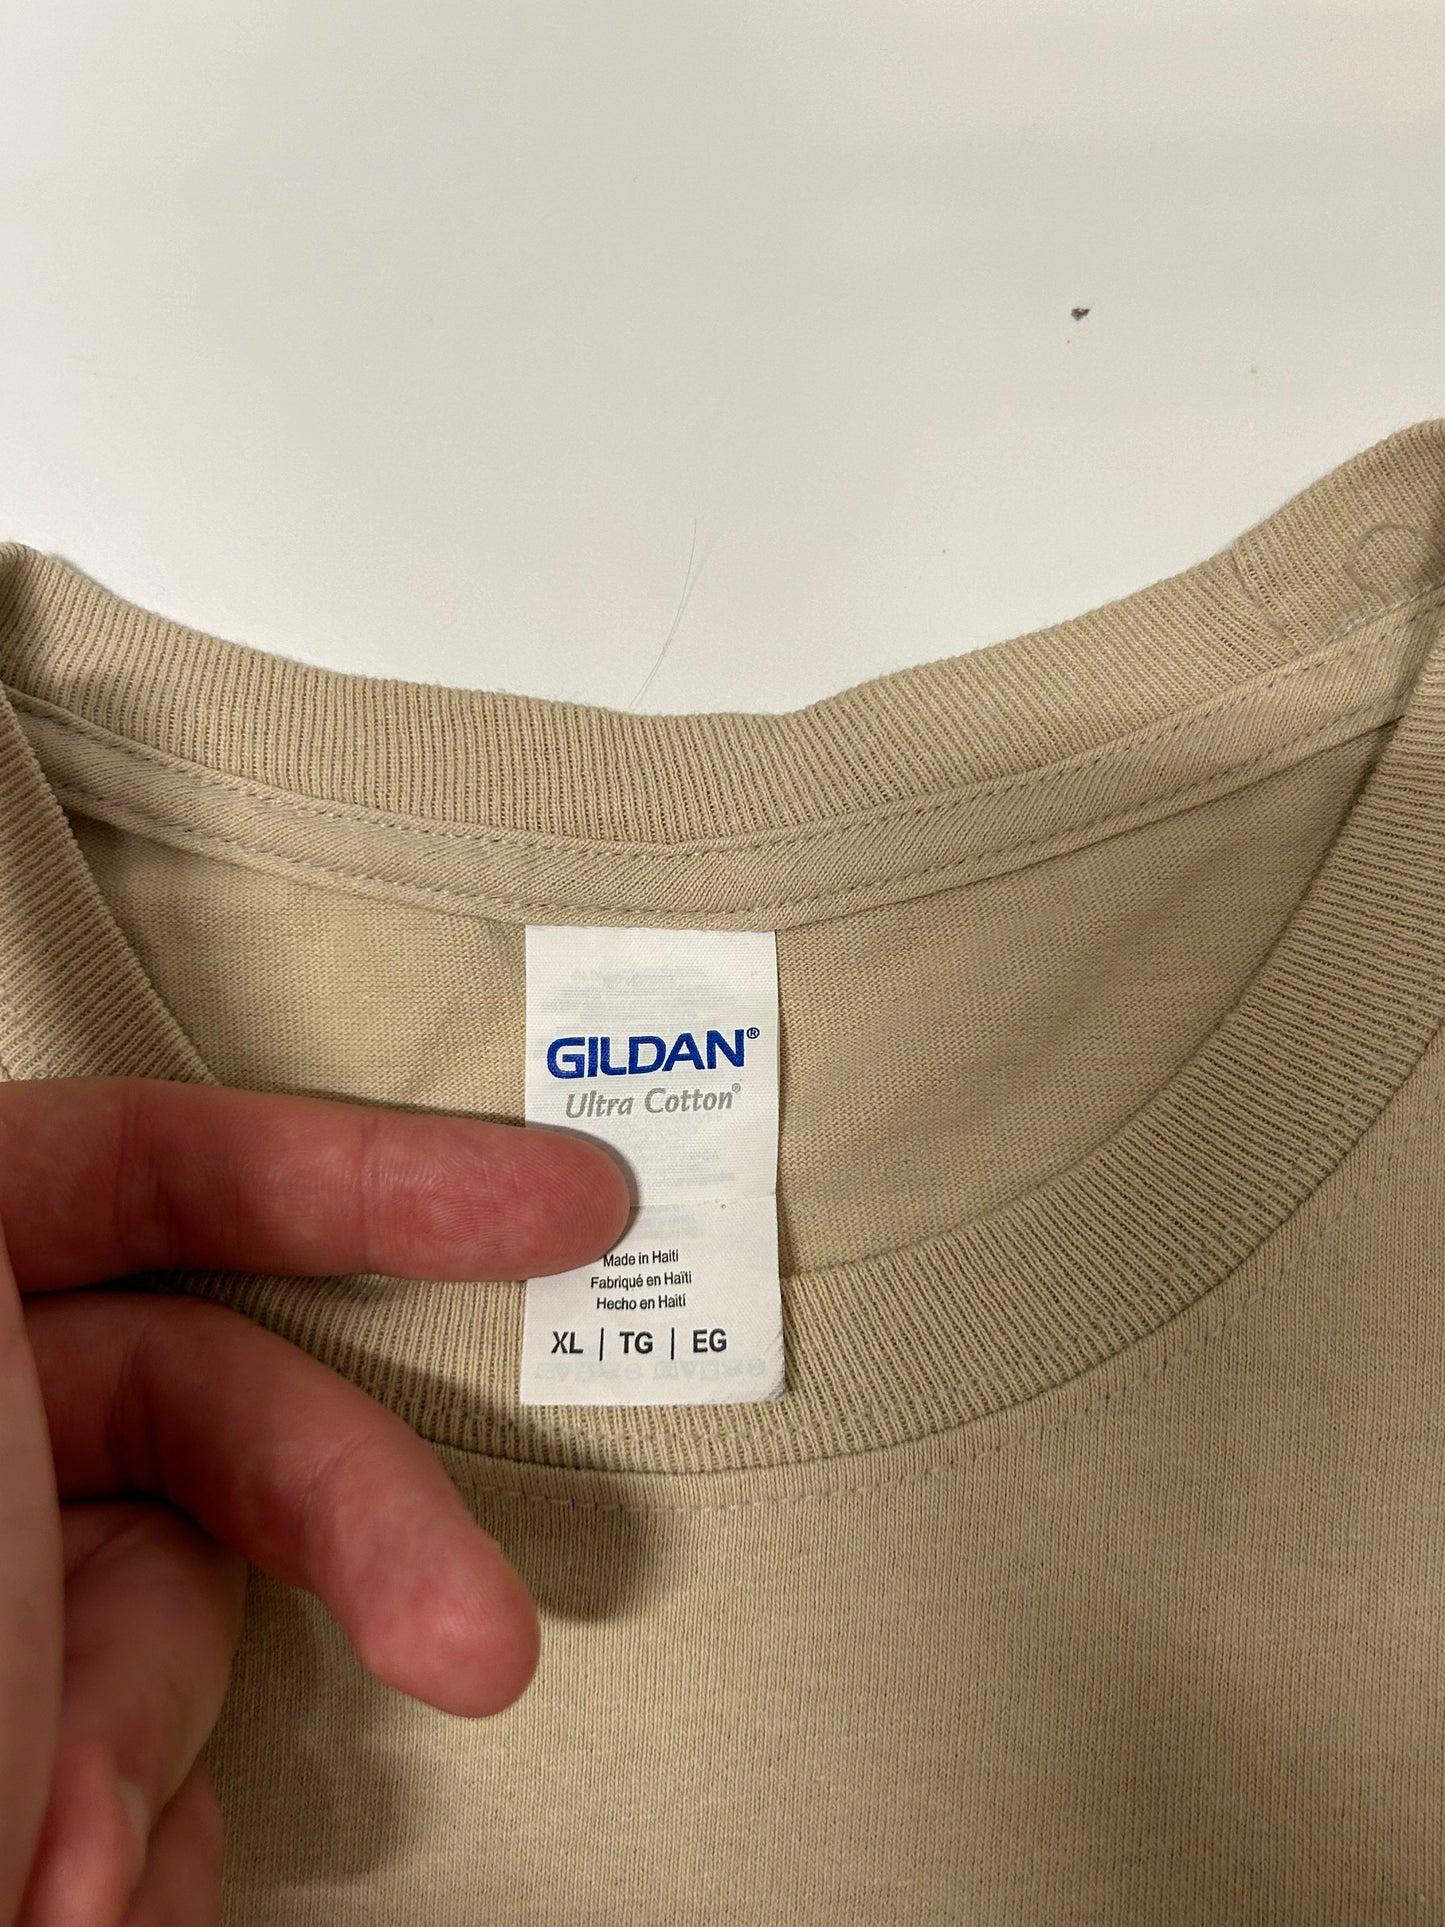 GILDAN®
Ultra Cotton®
Made in Haiti
Fabriqué en Haïti
Hecho en Haití
XL | TG | EG